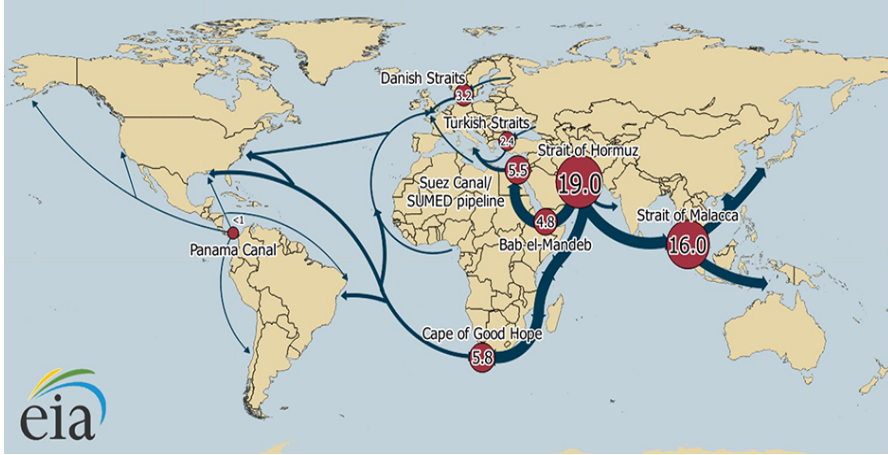 Danish Straits
3.2
Turkish Straits
2.4
Strait of Hormuz
19.0
5.5
Suez Canal/
SUMED pipeline
4.8
Bab el-Mandeb
Strait of Malacca
16.0
<1
Panama Canal
Cape of Good Hope
5.8
eia